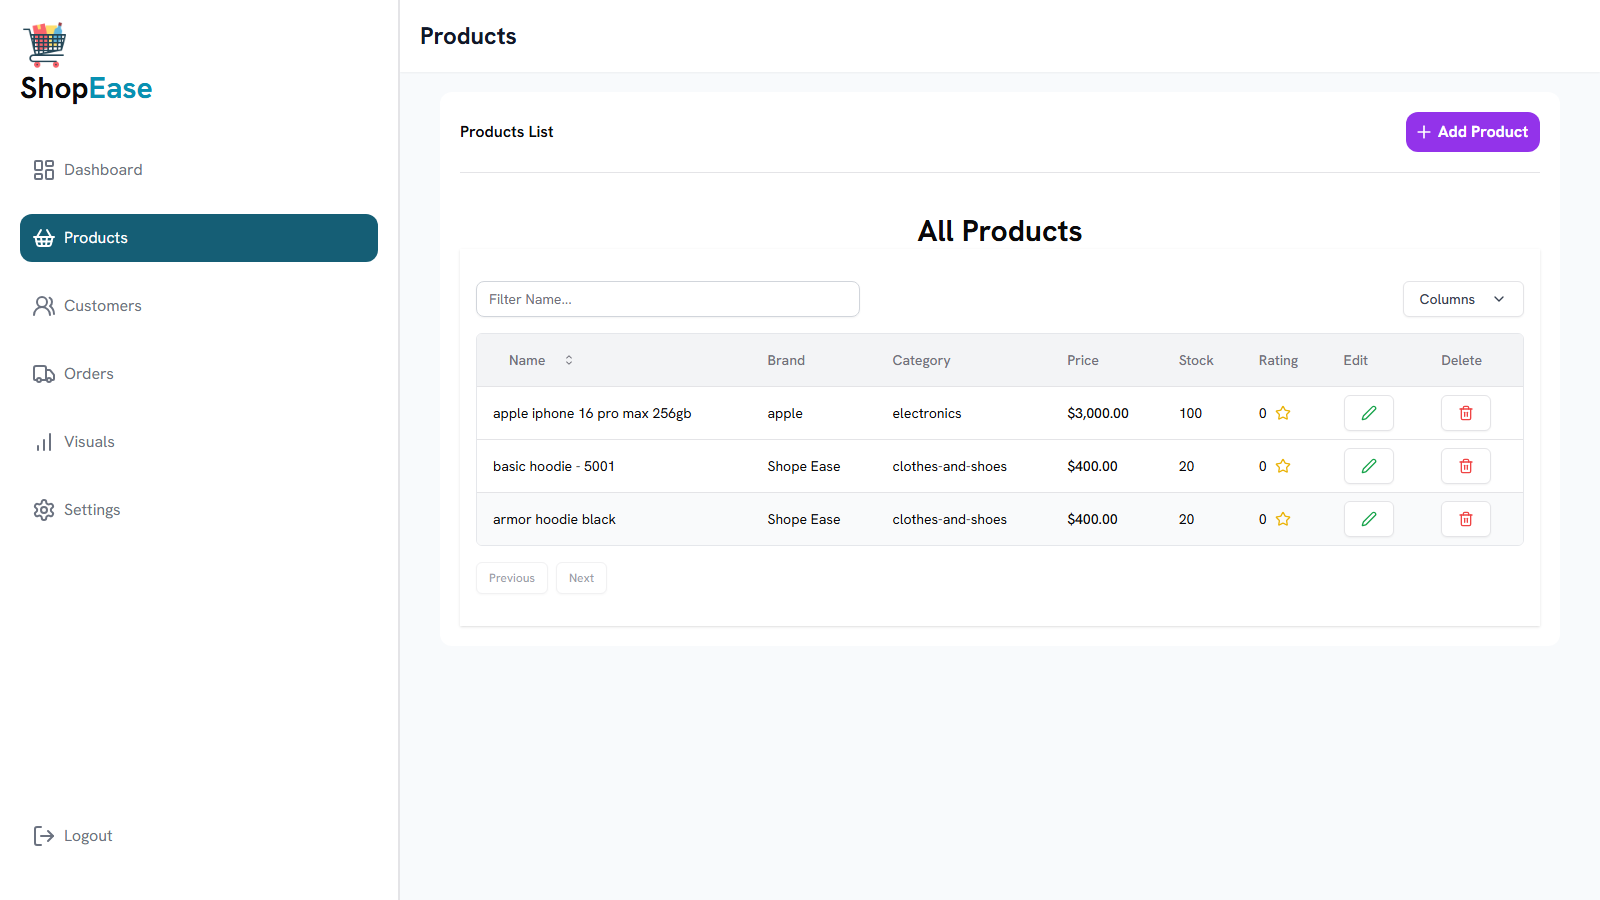 ShopEase
Dashboard
Products
Customers
Orders
Visuals
Settings
Logout
Products
Products List
Add Product
All Products
Filter Name...
Columns
Name Brand Category Price Stock Rating Edit Delete
apple iphone 16 pro max 256gb apple electronics $3,000.00 100 0
basic hoodie - 5001 Shope Ease clothes-and-shoes $400.00 20 0
armor hoodie black Shope Ease clothes-and-shoes $400.00 20 0
Previous Next